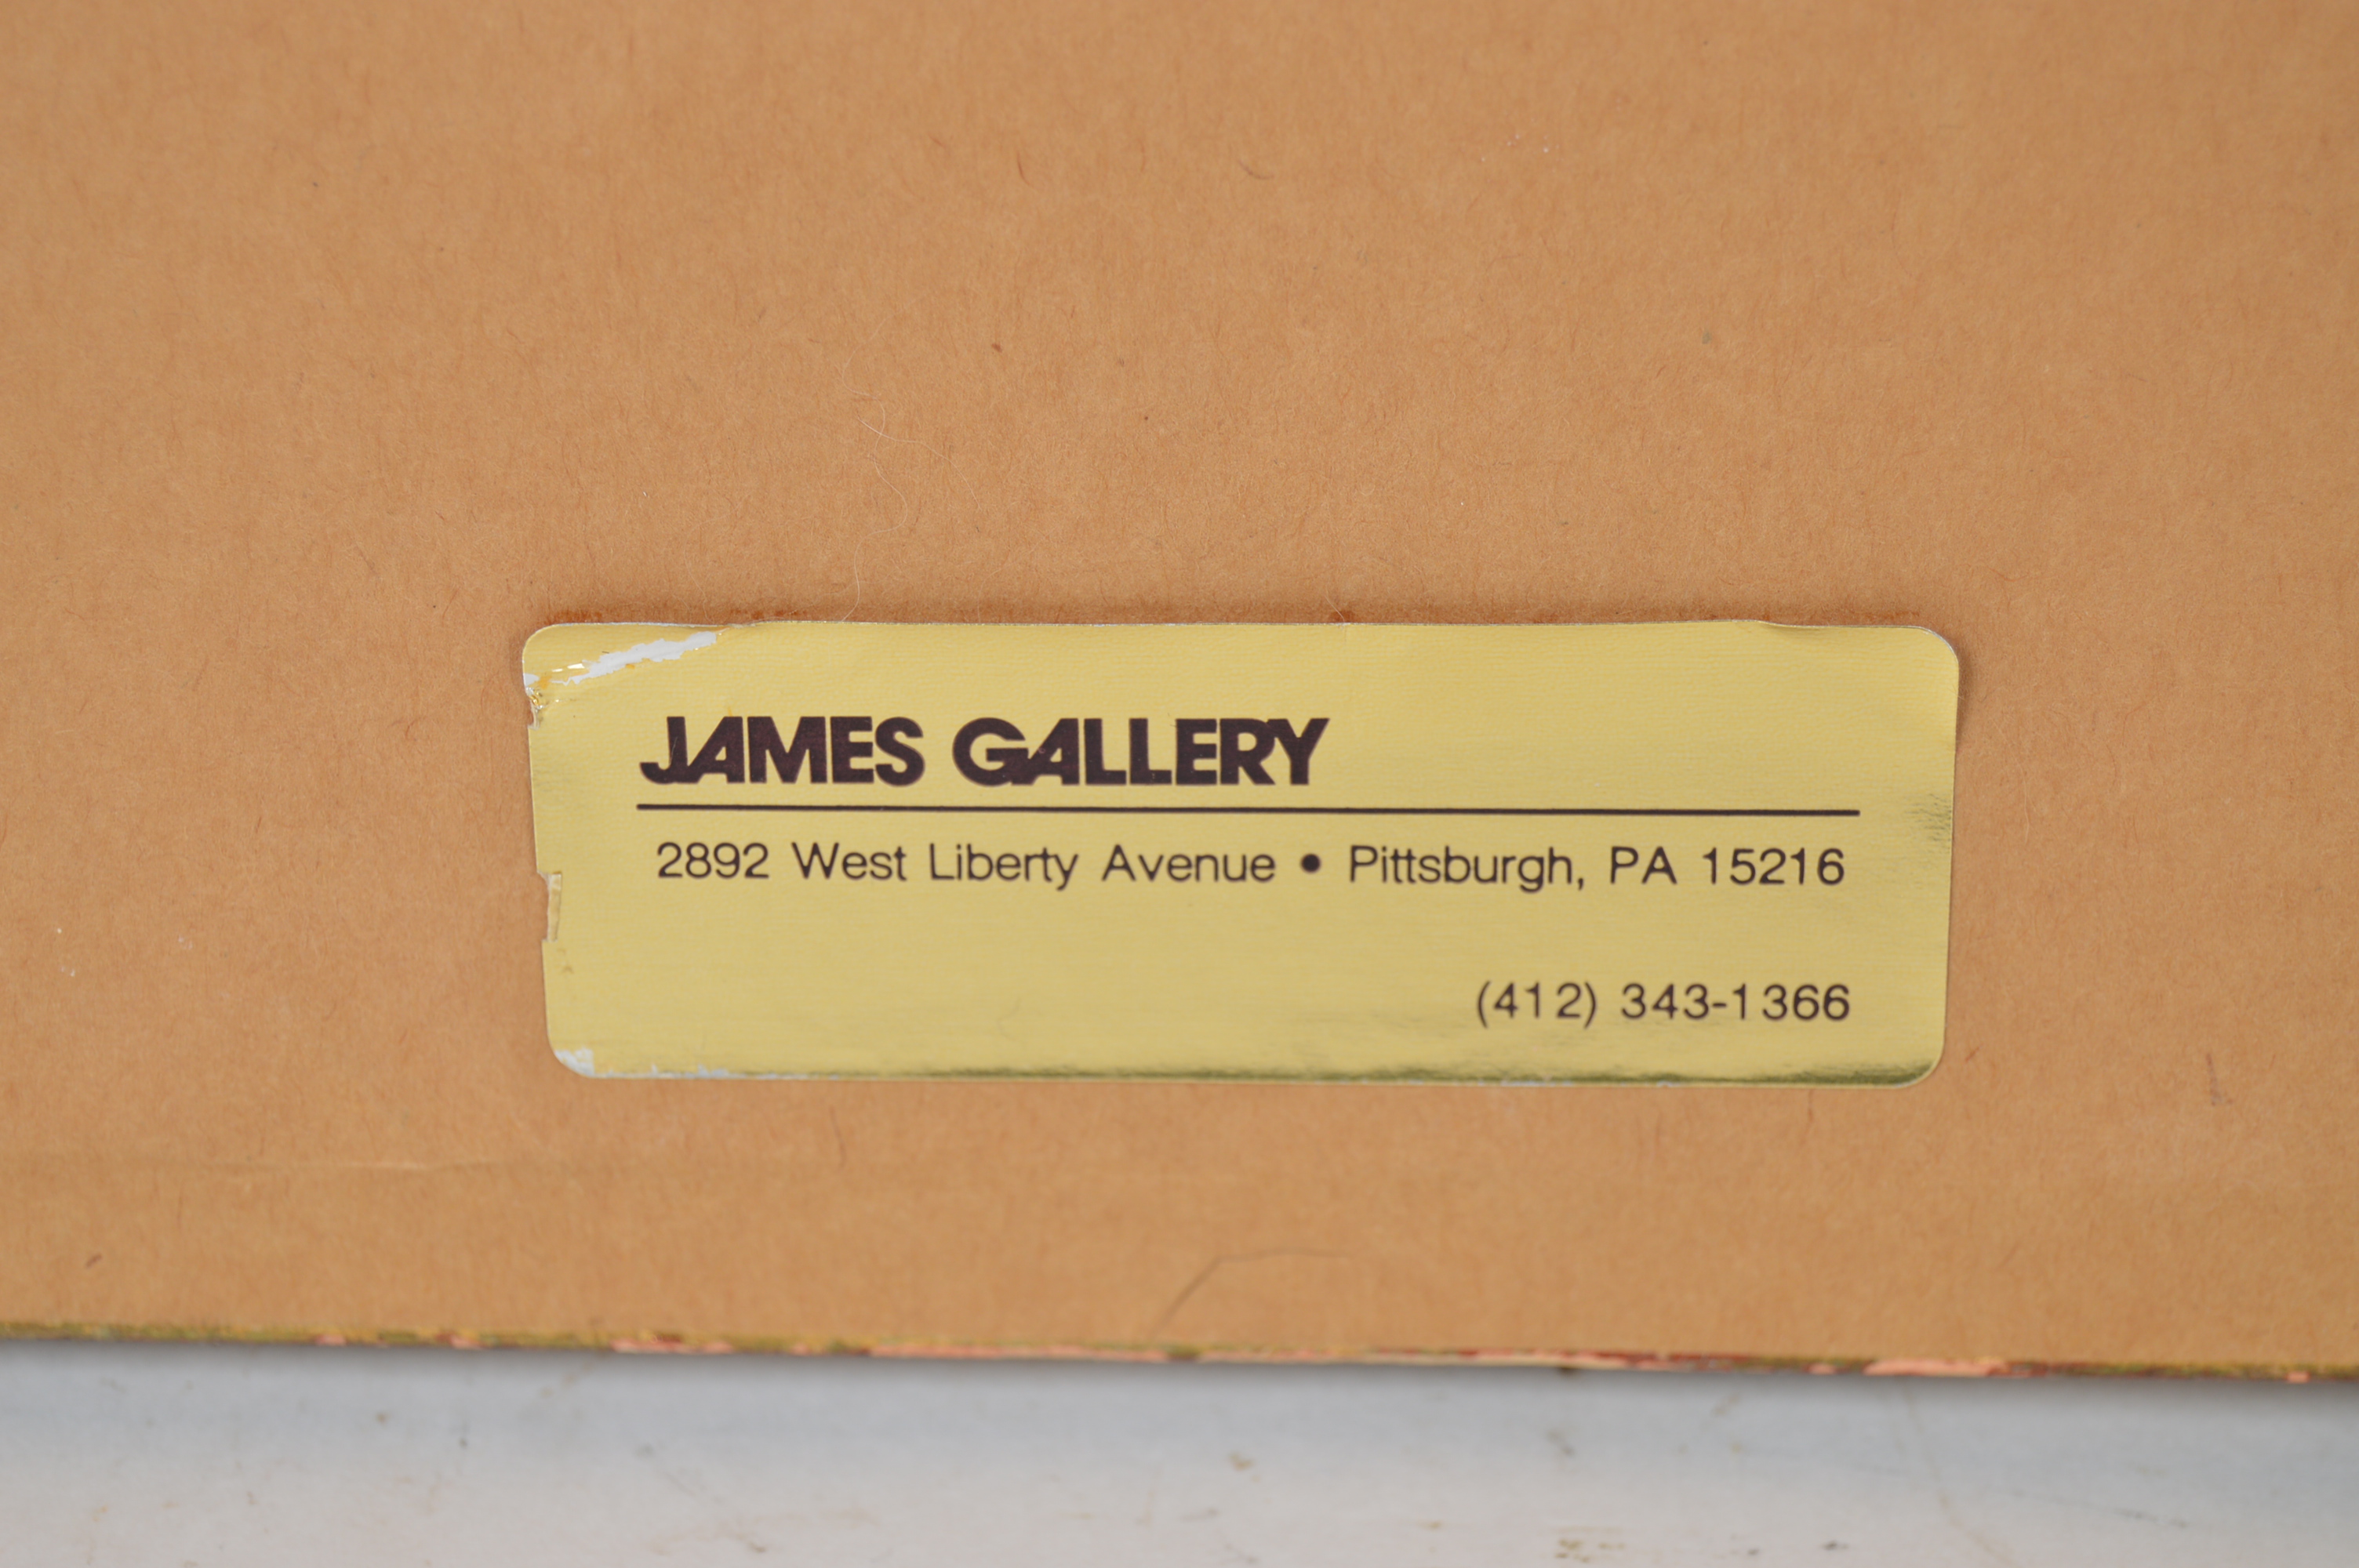 JAMES GALLERY
2892 West Liberty Avenue • Pittsburgh, PA 15216
(412) 343-1366